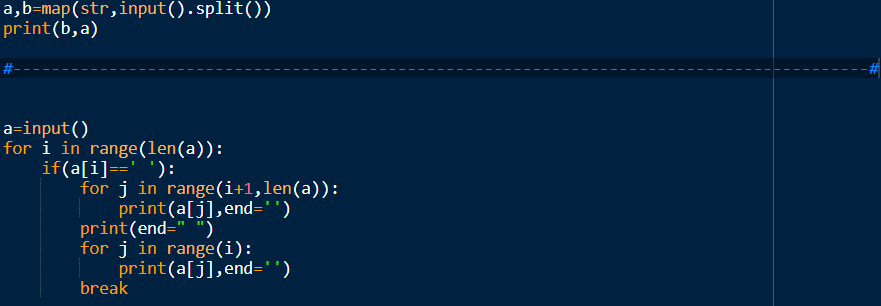 a,b=map(str,input().split())
print(b,a)
#----------------------------------------------------------------------------------------#
a=input()
for i in range(len(a)):
    if(a[i]==' '):
        for j in range(i+1,len(a)):
            print(a[j],end='')
        print(end=" ")
        for j in range(i):
            print(a[j],end='')
        break